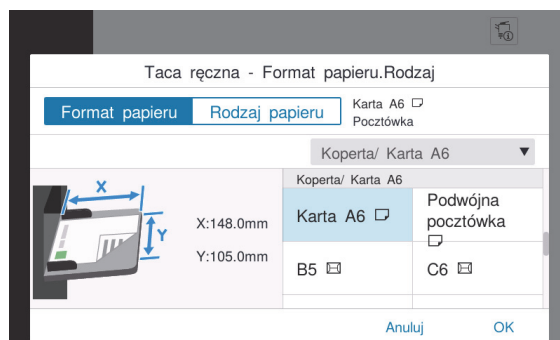 Taca ręczna - Format papieru.Rodzaj
Format papieru
Rodzaj papieru
Karta A6
Pocztówka
Koperta/ Karta A6
Koperta/ Karta A6
X
Y
X:148.0mm
Y:105.0mm
Karta A6
Podwójna
pocztówka
B5
C6
Anuluj
OK